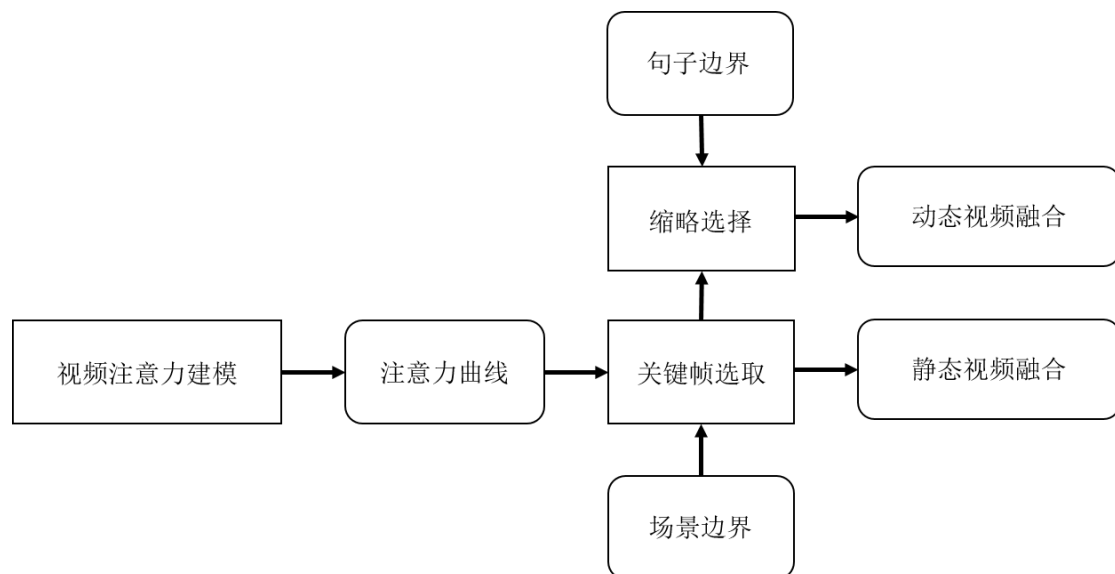 句子边界
缩略选择
动态视频融合
视频注意力建模
注意力曲线
关键帧选取
静态视频融合
场景边界